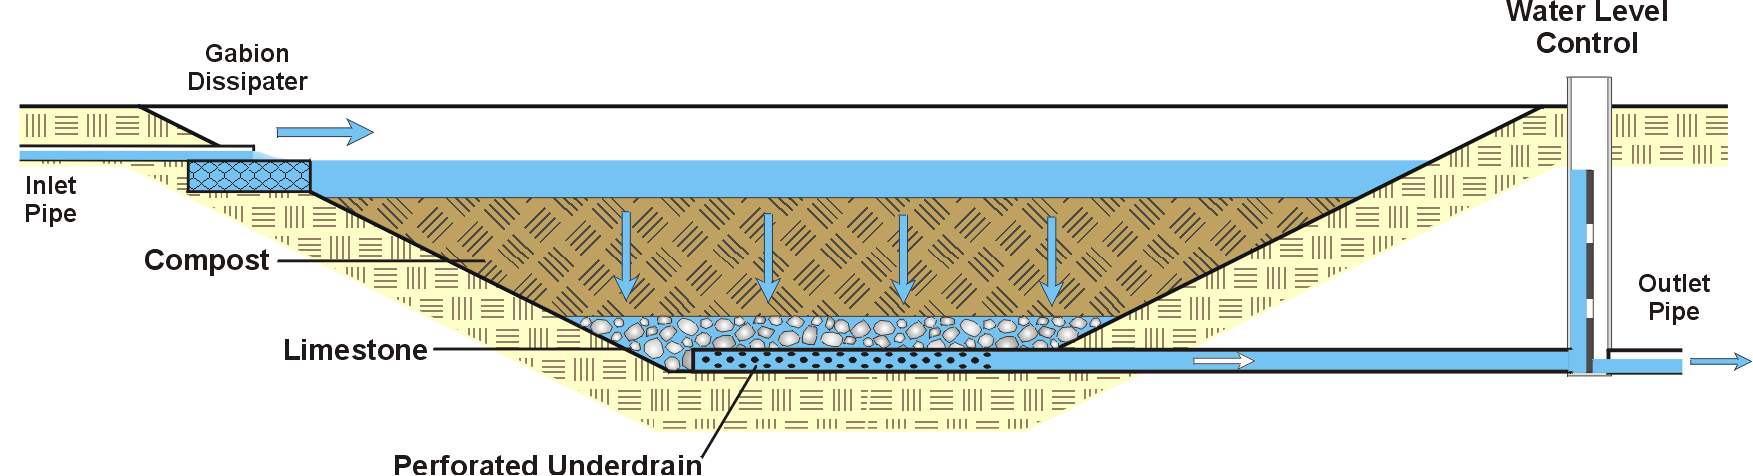 Water Level
Control
Gabion
Dissipater
Inlet
Pipe
Compost
Outlet
Pipe
Limestone
Perforated Underdrain